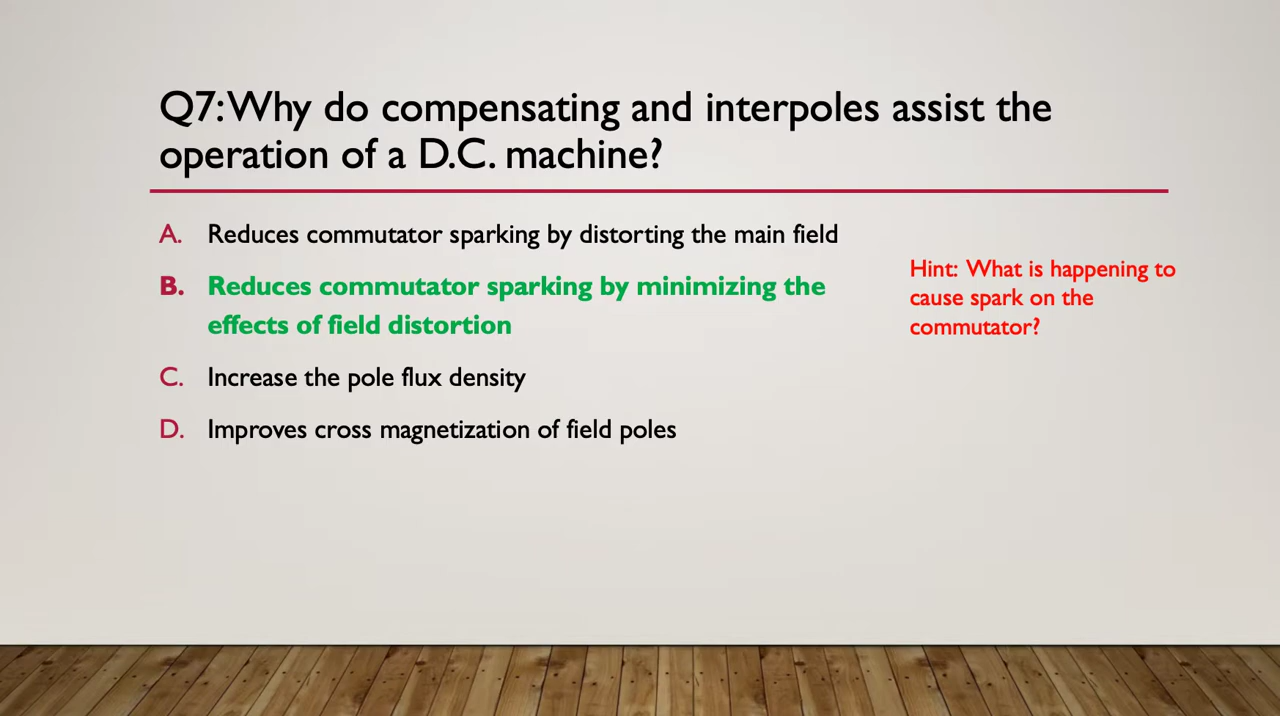 Q7: Why do compensating and interpoles assist the
operation of a D.C. machine?
A. Reduces commutator sparking by distorting the main field
B. Reduces commutator sparking by minimizing the
effects of field distortion
C. Increase the pole flux density
D. Improves cross magnetization of field poles
Hint: What is happening to
cause spark on the
commutator?